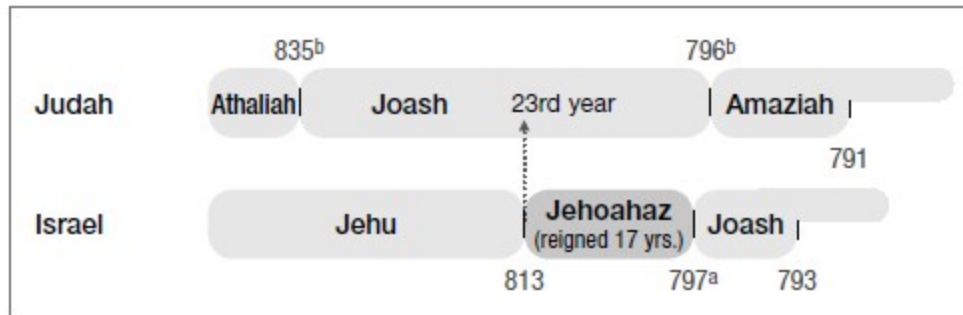 835ᵇ 796ᵇ
Judah Athaliah Joash 23rd year Amaziah
791
Israel Jehu Jehoahaz Joash
(reigned 17 yrs.)
813 797ᵃ 793